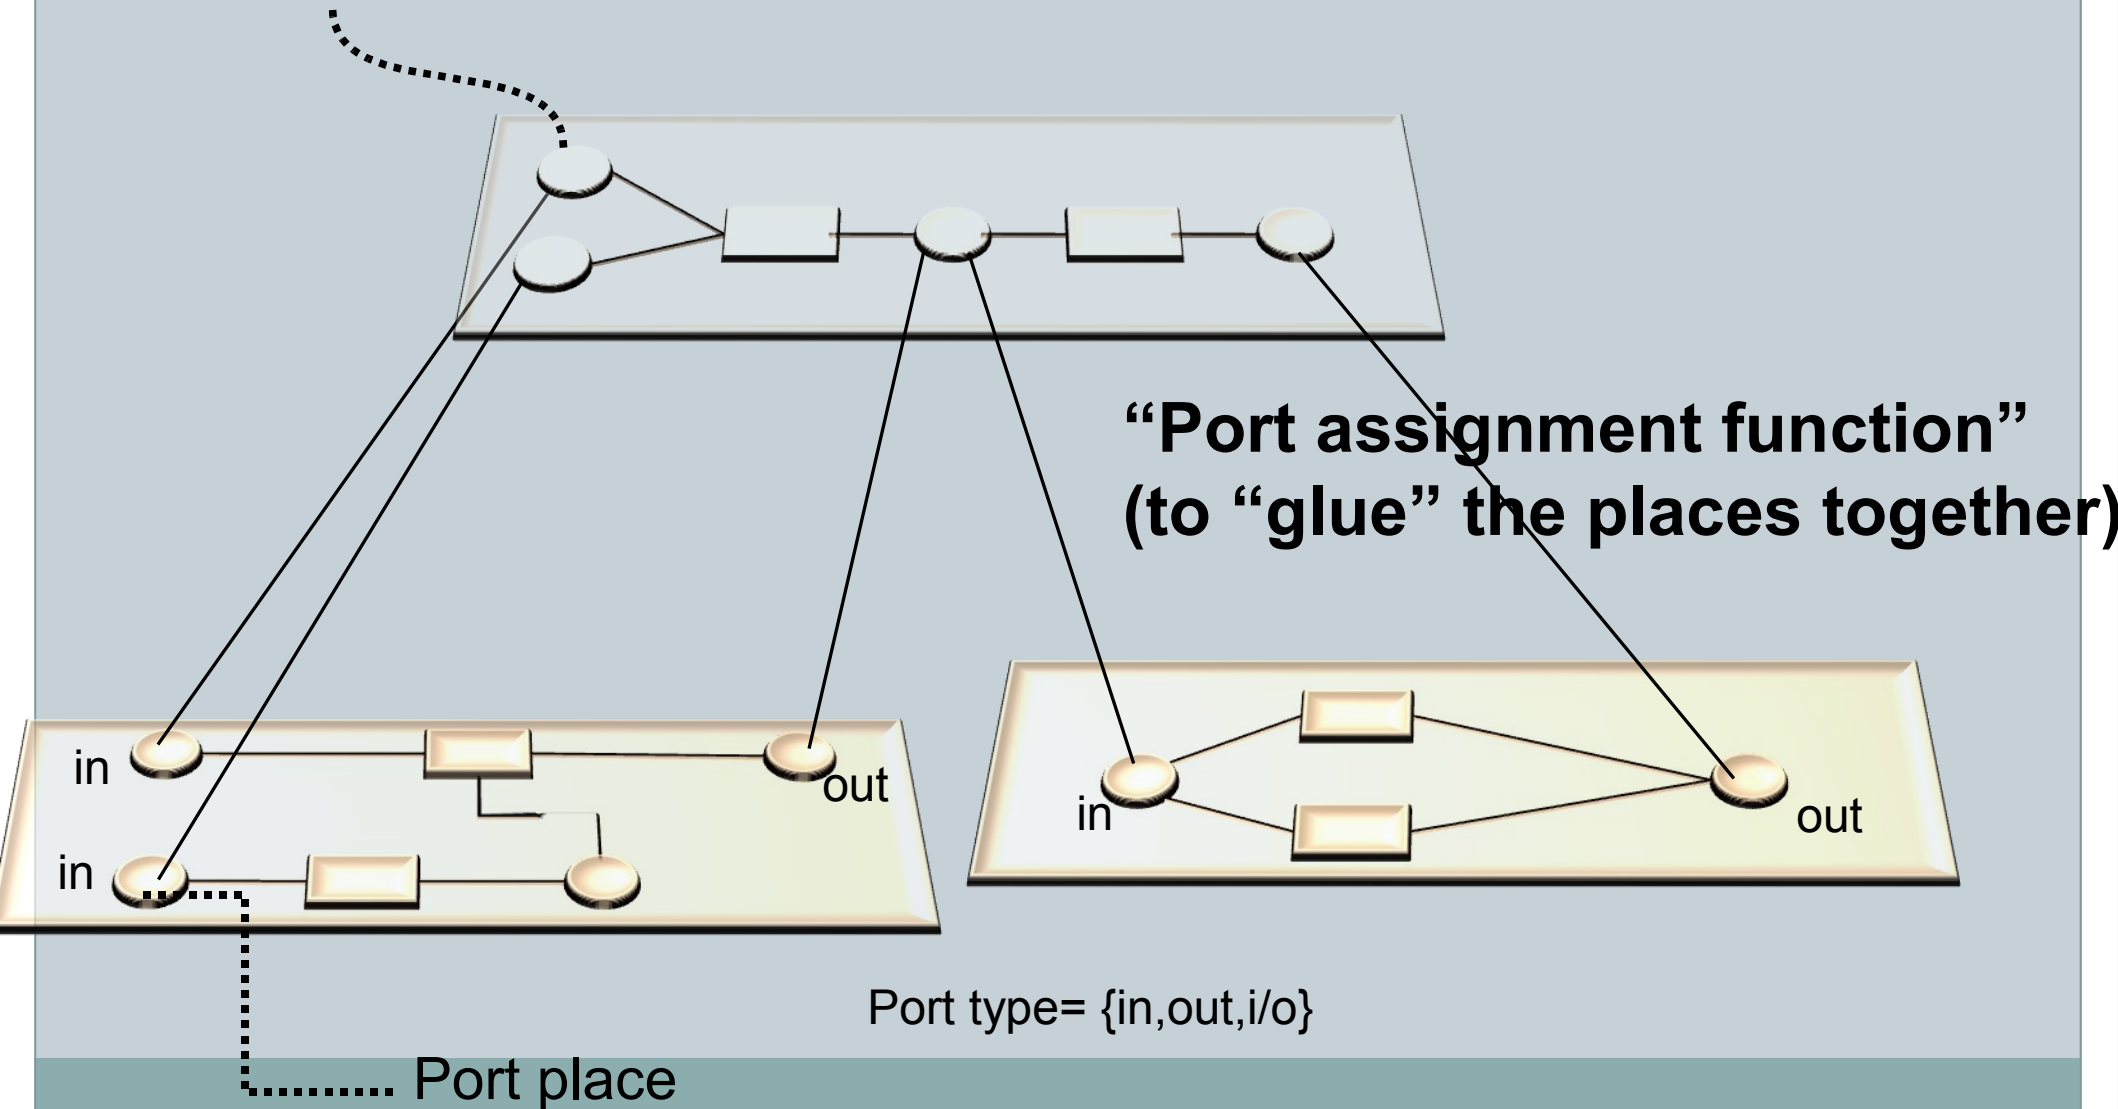 “Port assignment function”
(to “glue” the places together)
in
out
in
in
out
Port type= {in,out,i/o}
Port place